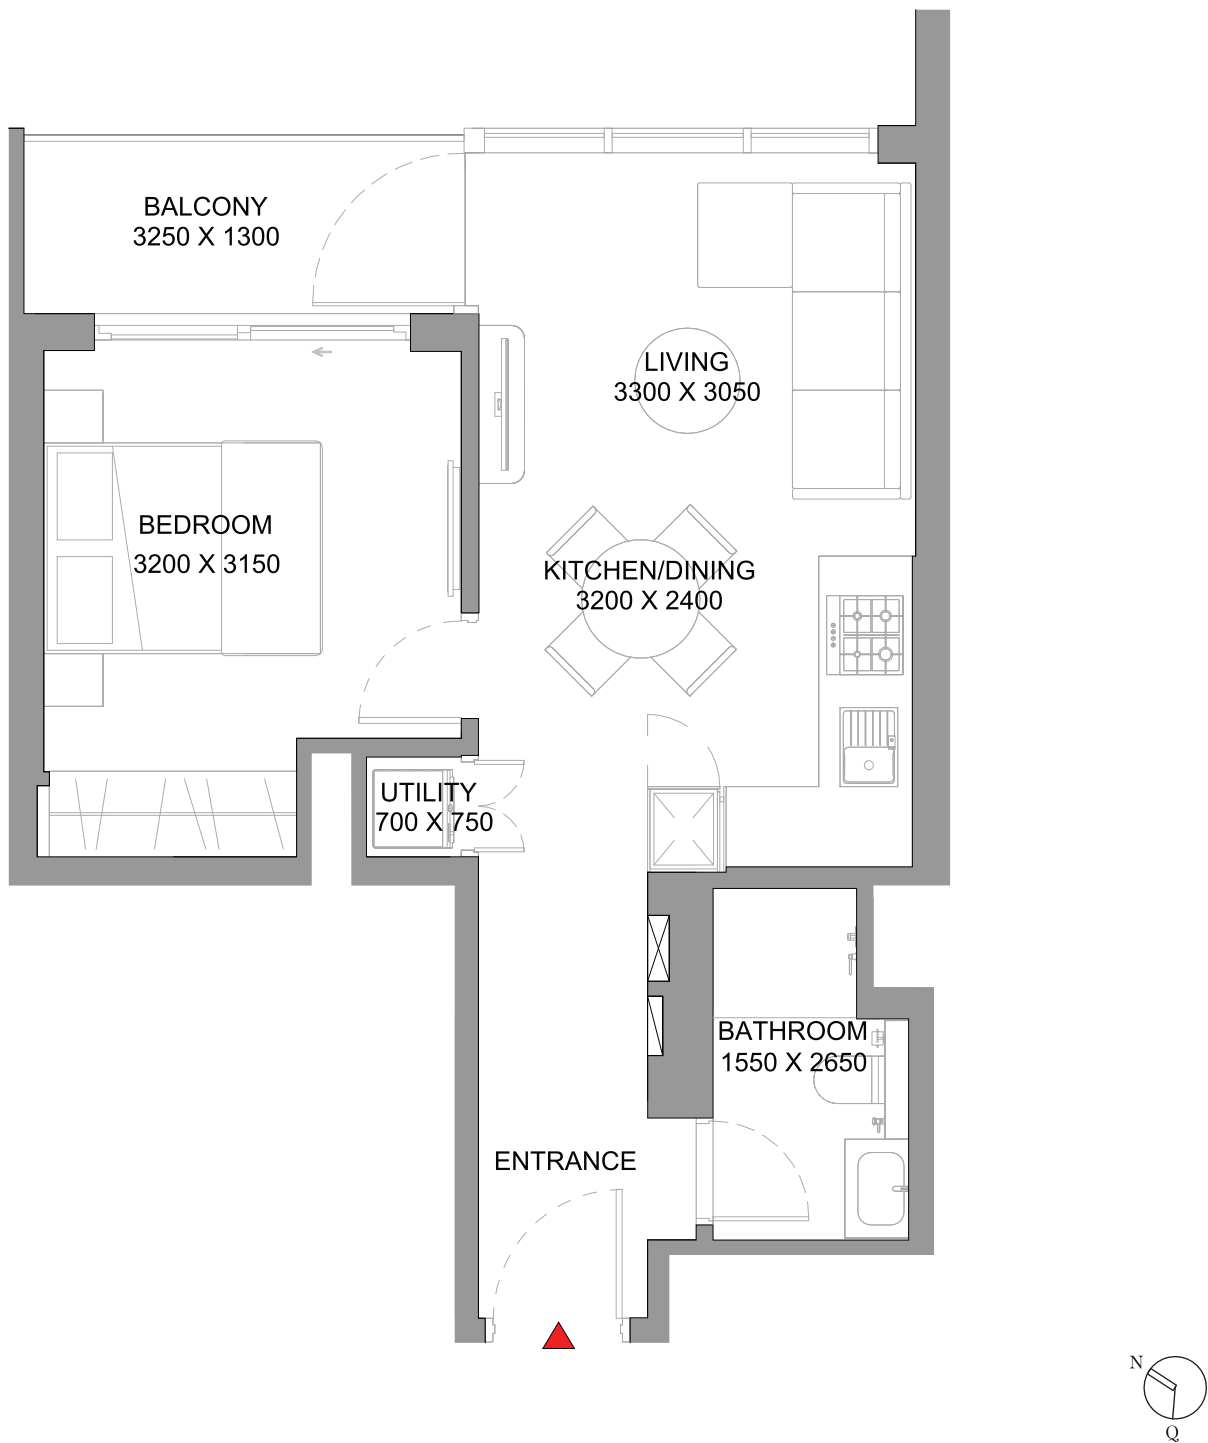 BALCONY
3250 X 1300
LIVING
3300 X 3050
BEDROOM
3200 X 3150
KITCHEN/DINING
3200 X 2400
UTILITY
700 X 750
BATHROOM
1550 X 2650
ENTRANCE
N
Q